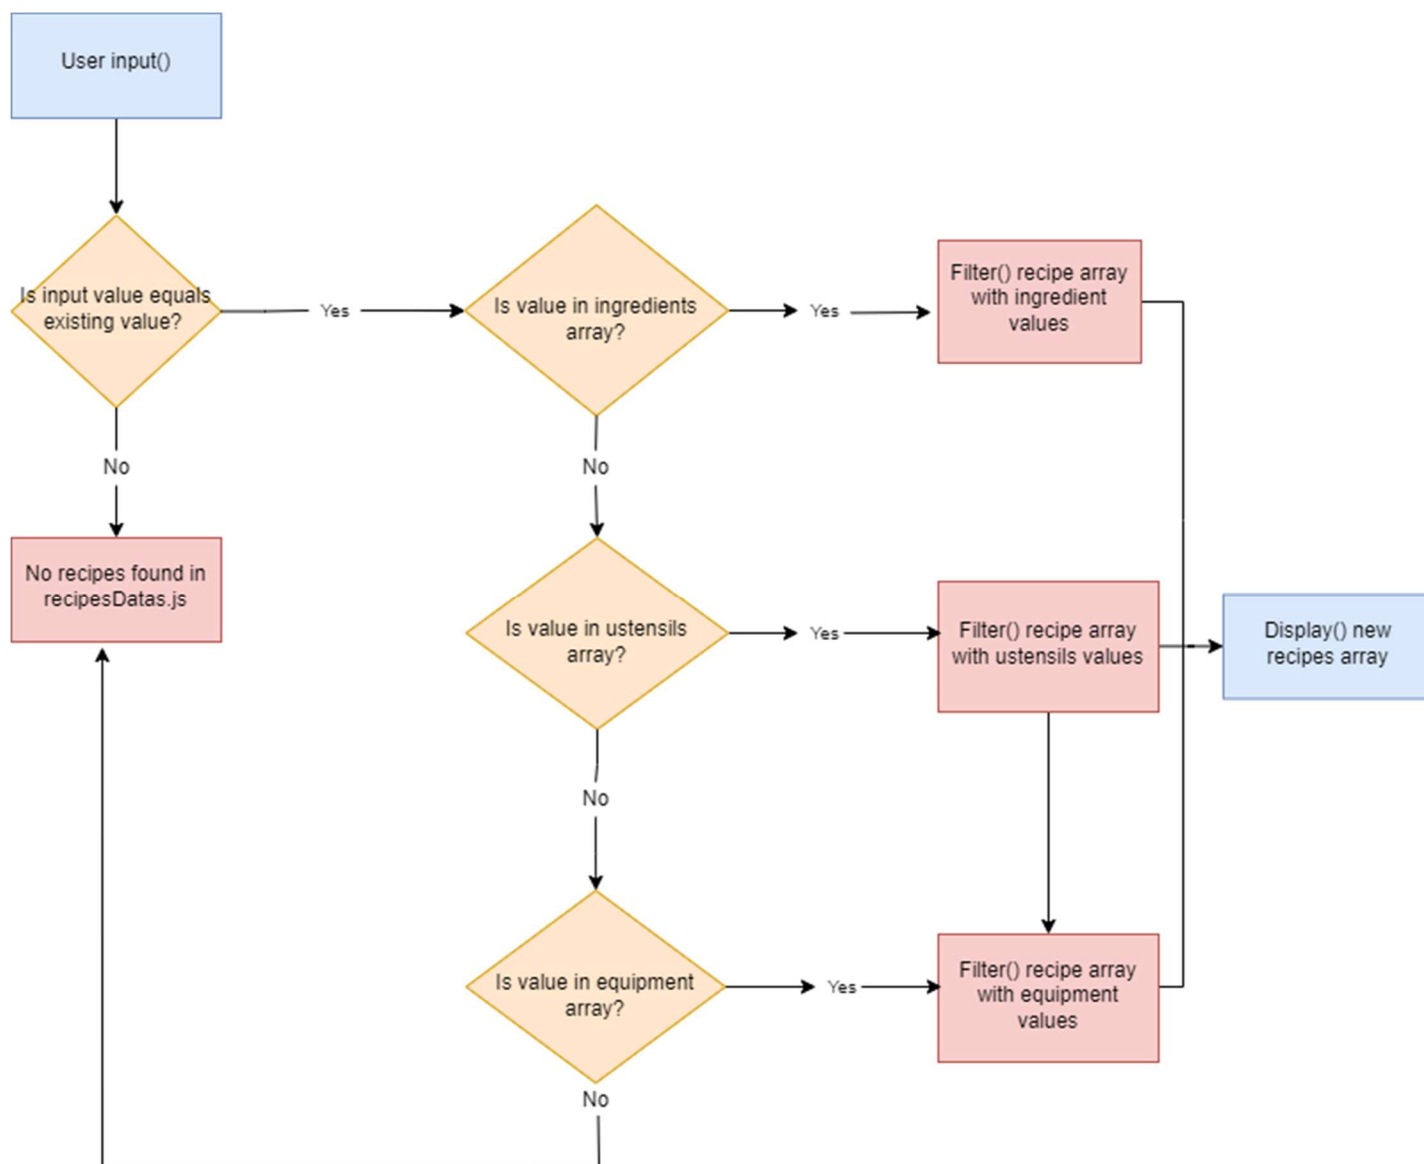 User input()
Is input value equals
existing value?
Yes
Is value in ingredients
array?
Yes
Filter() recipe array
with ingredient
values
No
No
No recipes found in
recipesDatas.js
Is value in ustensils
array?
Yes
Filter() recipe array
with ustensils values
Display() new
recipes array
No
Is value in equipment
array?
Yes
Filter() recipe array
with equipment
values
No